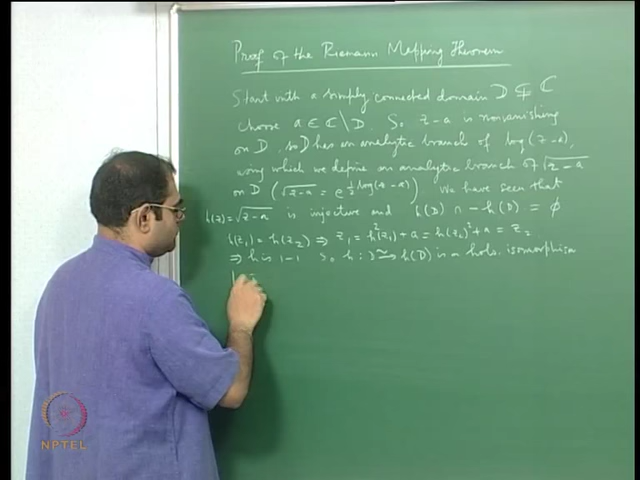 Proof of the Riemann Mapping Theorem
Start with a simply connected domain D ⊊ ℂ
choose a ∈ ℂ \ D. So z-a is nonvanishing
on D, so D has an analytic branch of log(z-a),
using which we define an analytic branch of √(z-a)
on D (√(z-a) = e^{½ log(z-a)}) We have seen that
h(z) = √(z-a) is injective and h(D) ∩ -h(D) = ϕ
h(z₁) = h(z₂) ⇒ z₁ = h²(z₁) + a = h(z₂)² + a = z₂
⇒ h is 1-1 So h : D ≅→ h(D) is a holo. isomorphism
NPTEL